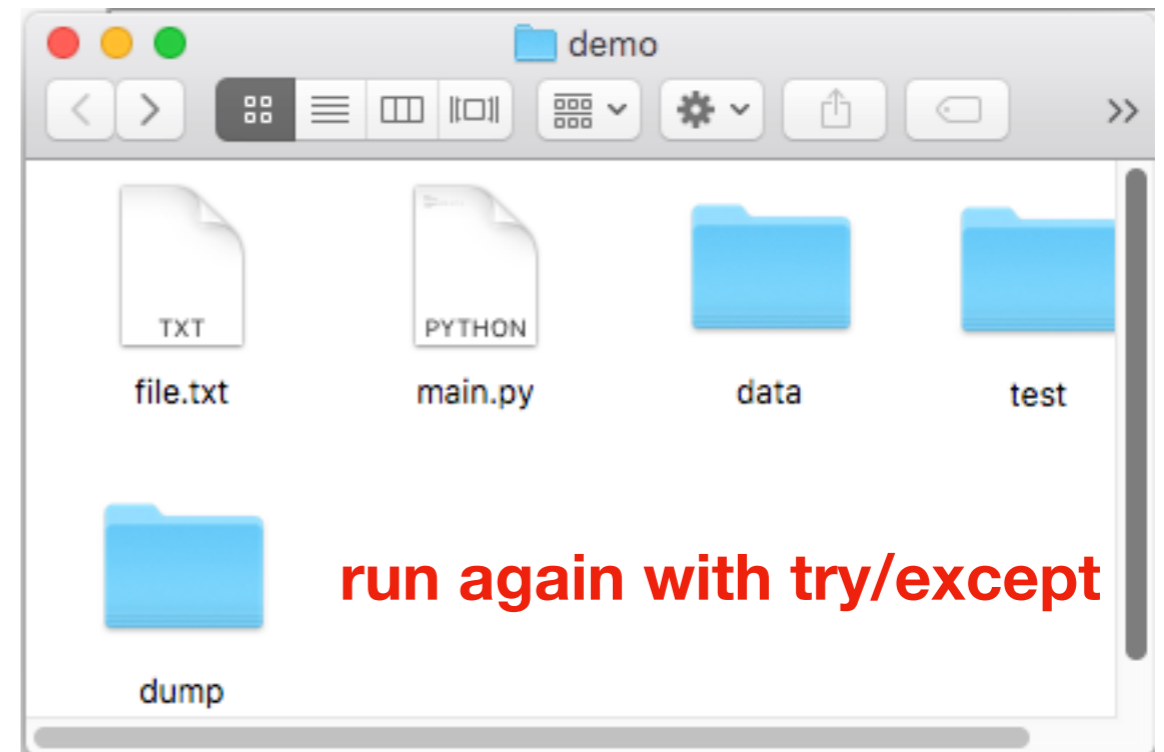 demo
TXT
PYTHON
file.txt
main.py
data
test
run again with try/except
dump